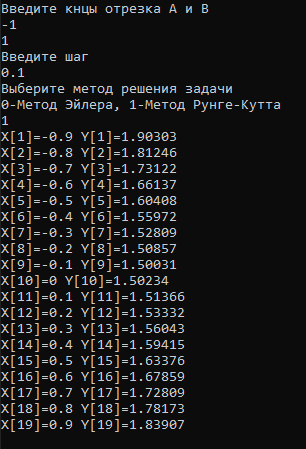 Введите кнцы отрезка А и В
-1
1
Введите шаг
0.1
Выберите метод решения задачи
0-Метод Эйлера, 1-Метод Рунге-Кутта
1
X[1]=-0.9 Y[1]=1.90303
X[2]=-0.8 Y[2]=1.81246
X[3]=-0.7 Y[3]=1.73122
X[4]=-0.6 Y[4]=1.66137
X[5]=-0.5 Y[5]=1.60408
X[6]=-0.4 Y[6]=1.55972
X[7]=-0.3 Y[7]=1.52809
X[8]=-0.2 Y[8]=1.50857
X[9]=-0.1 Y[9]=1.50031
X[10]=0 Y[10]=1.50234
X[11]=0.1 Y[11]=1.51366
X[12]=0.2 Y[12]=1.53332
X[13]=0.3 Y[13]=1.56043
X[14]=0.4 Y[14]=1.59415
X[15]=0.5 Y[15]=1.63376
X[16]=0.6 Y[16]=1.67859
X[17]=0.7 Y[17]=1.72809
X[18]=0.8 Y[18]=1.78173
X[19]=0.9 Y[19]=1.83907